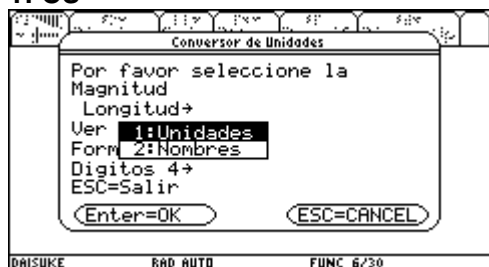 Conversor de Unidades
Por favor seleccione la
Magnitud
Longitud→
Ver
1:Unidades
Form
2:Nombres
Digitos 4→
ESC=Salir
Enter=OK
ESC=CANCEL
DAISUKE RAD AUTO FUNC 6/30